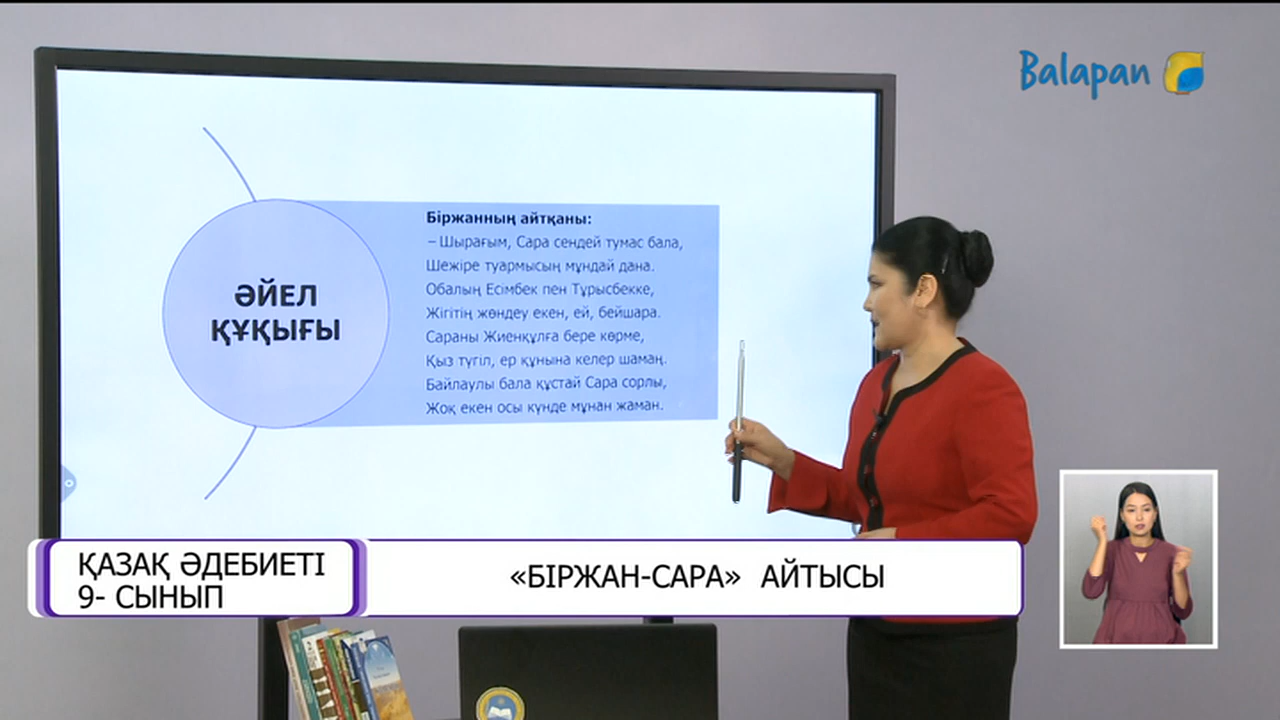 Balapan
ӘЙЕЛ
ҚҰҚЫҒЫ
Біржанның айтқаны:
– Шырағым, Сара сендей тумас бала,
Шежіре туармысың мұндай дана.
Обалың Есімбек пен Тұрысбекке,
Жігітің жөндеу екен, ей, бейшара.
Сараны Жиенқұлға бере көрме,
Қыз түгіл, ер құнына келер шамаң.
Байлаулы бала құстай Сара сорлы,
Жоқ екен осы күнде мұнан жаман.
ҚАЗАҚ ӘДЕБИЕТІ
9- СЫНЫП
«БІРЖАН-САРА» АЙТЫСЫ